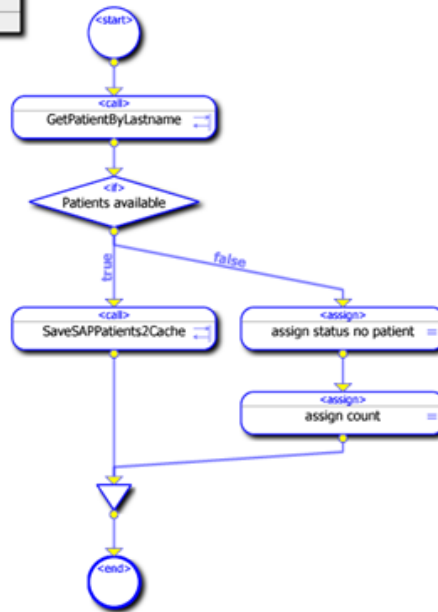 <start>
<call>
GetPatientByLastname
<if>
Patients available
true
false
<call>
SaveSAPPatients2Cache
<assign>
assign status no patient
<assign>
assign count
<end>